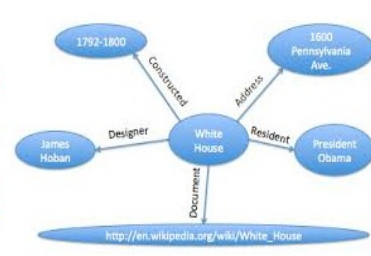 1792-1800
1600
Pennsylvania
Ave.
Constructed
Address
James
Hoban
Designer
White
House
Resident
President
Obama
Document
http://en.wikipedia.org/wiki/White_House